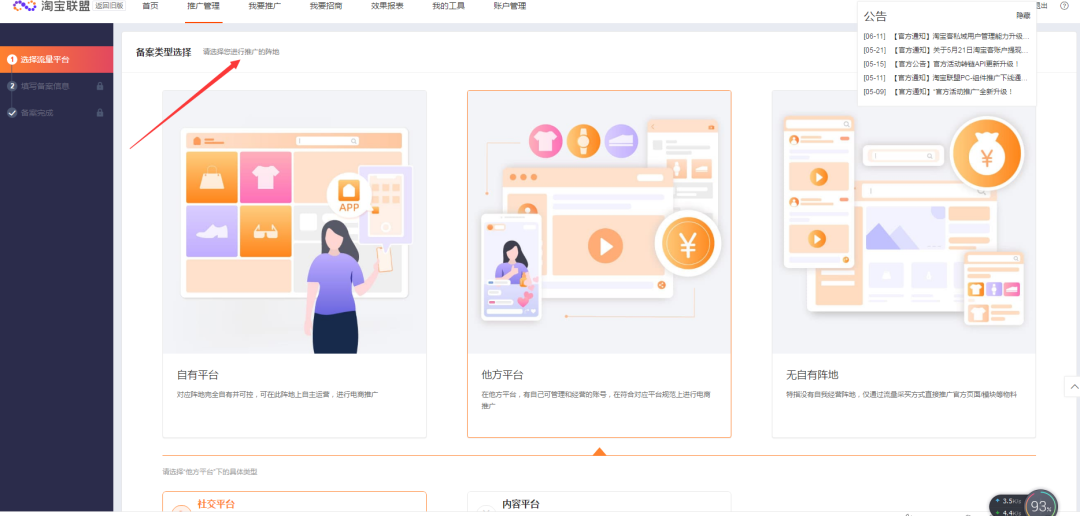 淘宝联盟 返回旧版 首页 推广管理 我要推广 我要招商 效果报表 我的工具 账户管理 退出
公告 隐藏
[06-11] 【官方通知】淘宝客私域用户管理能力升级...
[05-21] 【官方通知】关于5月21日淘宝客账户提现...
[05-15] 【官方公告】官方活动转链API更新升级！
[05-11] 【官方通知】淘宝联盟PC-组件推广下线通...
[05-09] 【官方通知】“官方活动推广”全新升级！
1 选择流量平台
2 填写备案信息
备案完成
备案类型选择 请选择您进行推广的阵地
APP
¥
¥
自有平台
对应阵地完全自有并可控，可在此阵地上自主运营，进行电商推广
他方平台
在他方平台，有自己可管理和经营的账号，在符合对应平台规范上进行电商
推广
无自有阵地
特指没有自我经营阵地，仅通过流量采买方式直接推广官方页面/模块等物料
请选择“他方平台”下的具体类型
社交平台
内容平台
3.5K/s
4.4K/s
93%